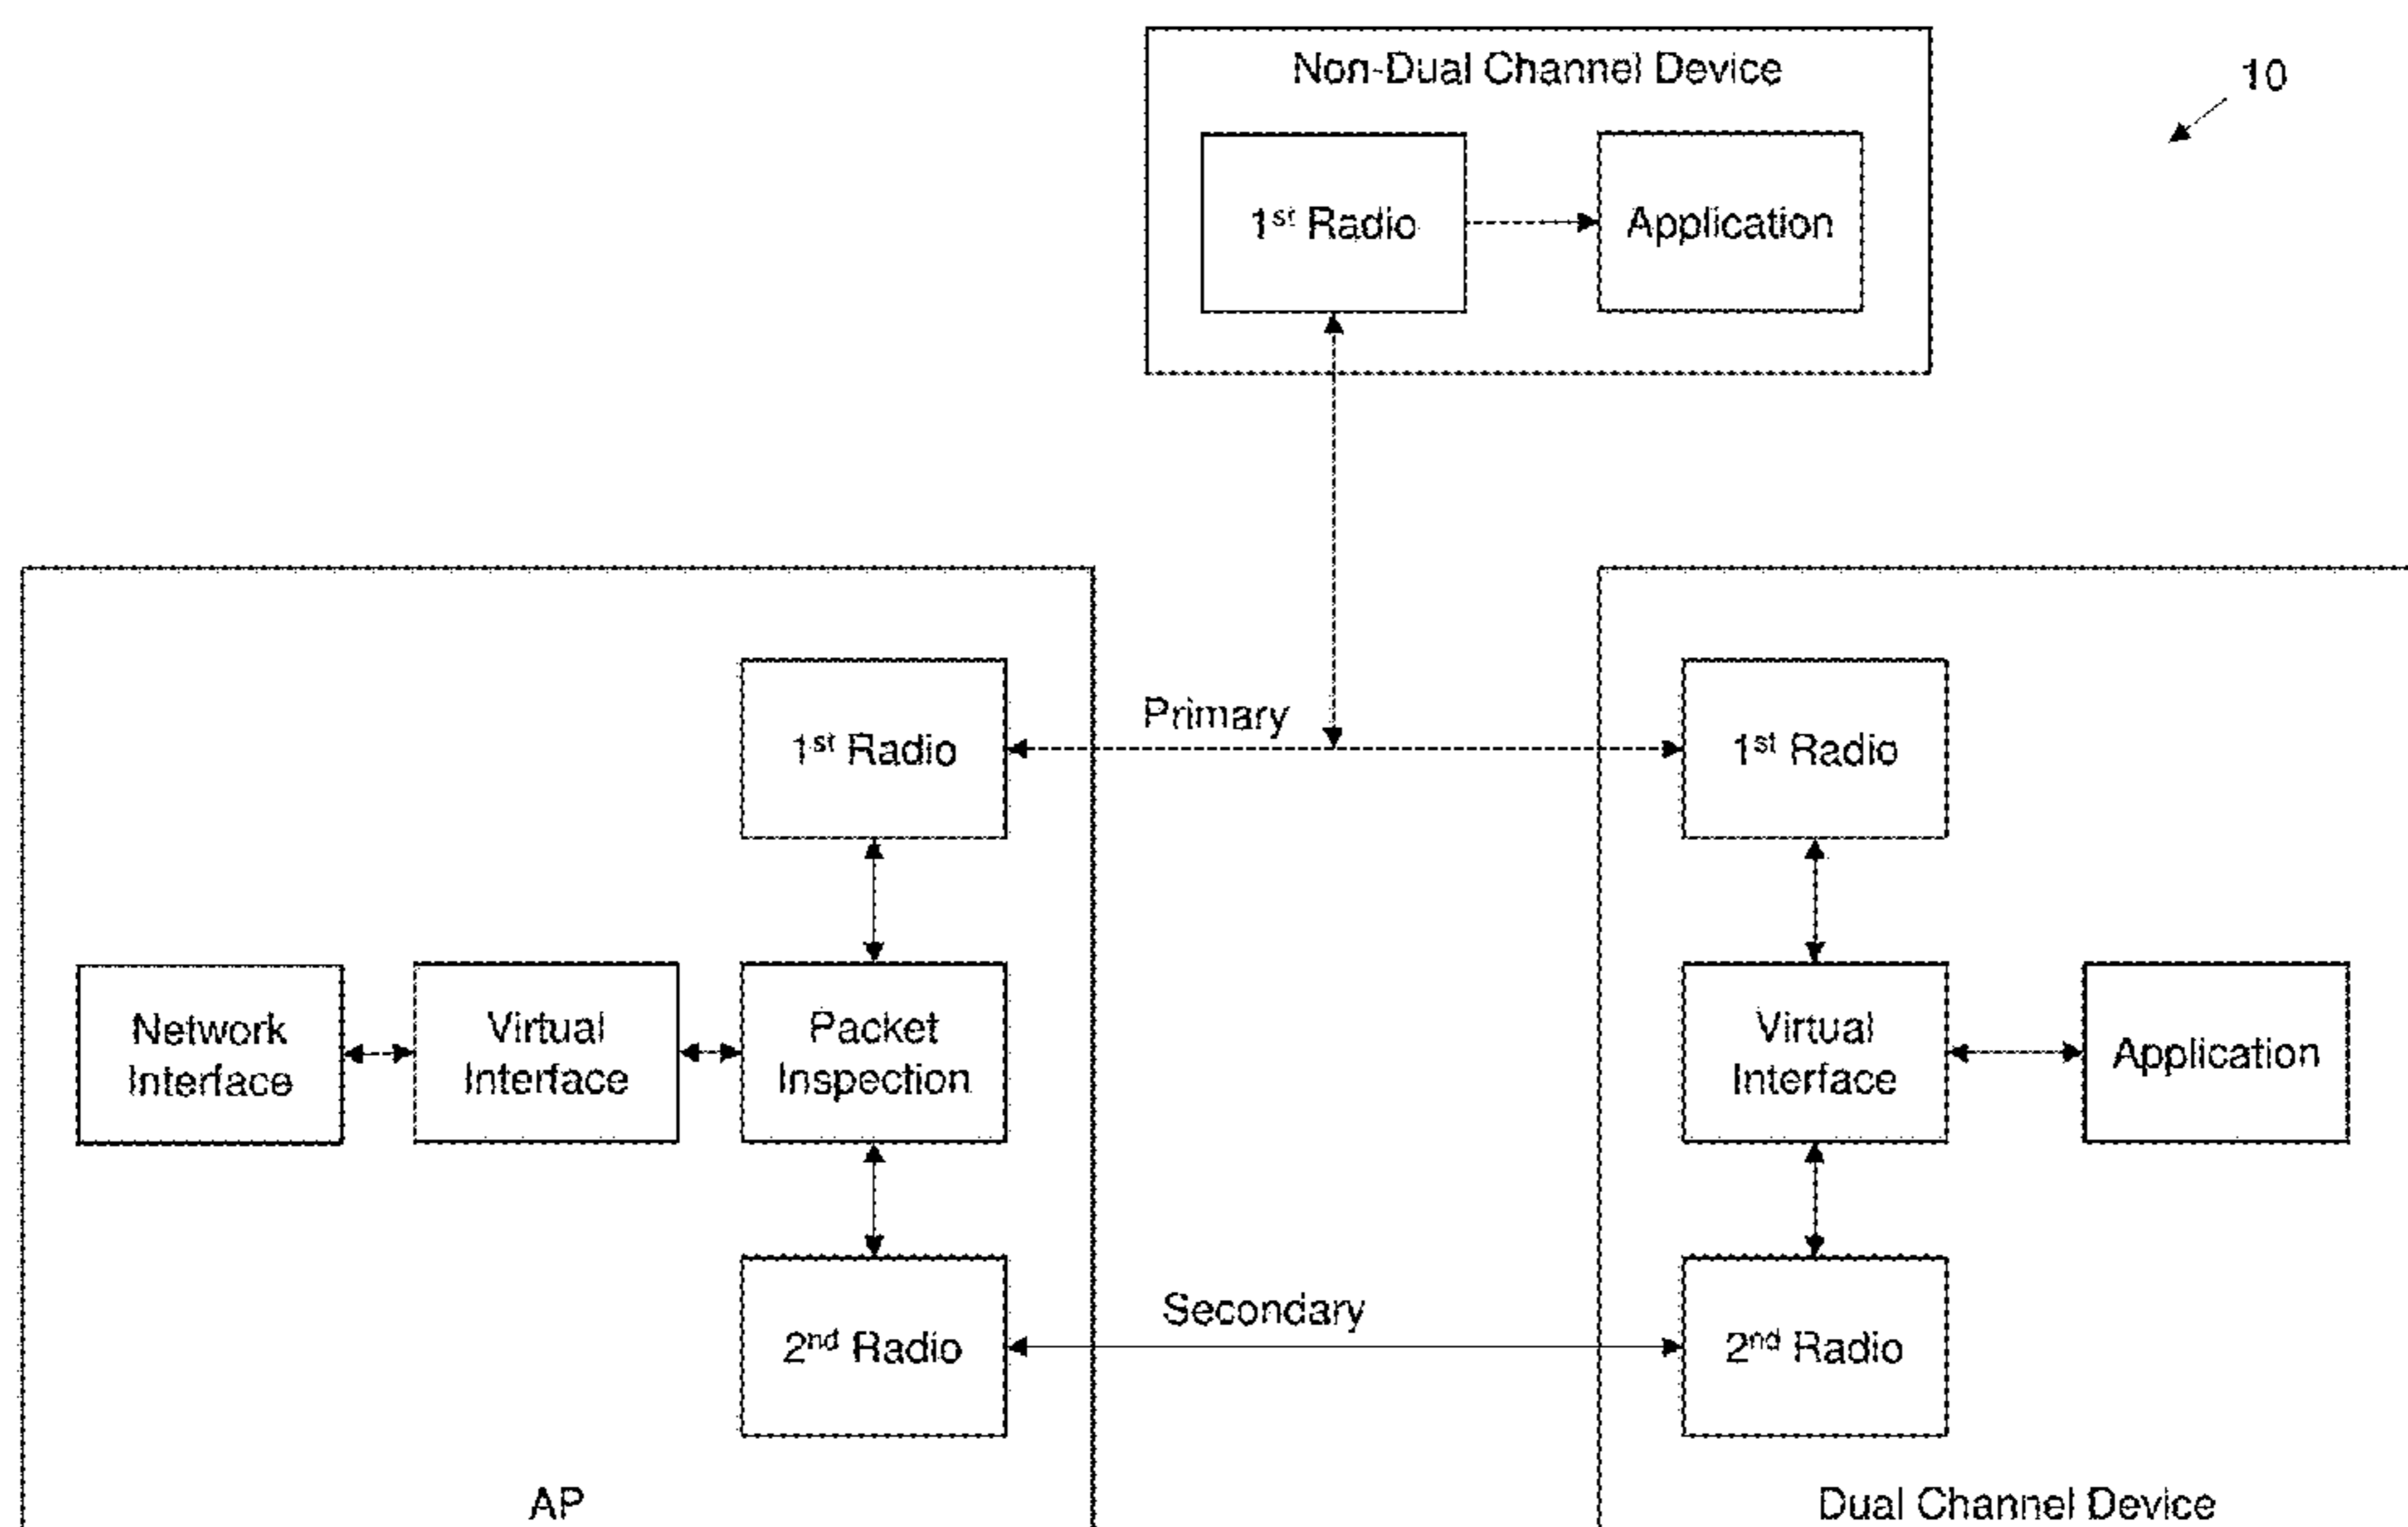 Non-Dual Channel Device
10
1st Radio
Application
Primary
1st Radio
1st Radio
Network
Interface
Virtual
Interface
Packet
Inspection
Virtual
Interface
Application
Secondary
2nd Radio
2nd Radio
AP
Dual Channel Device